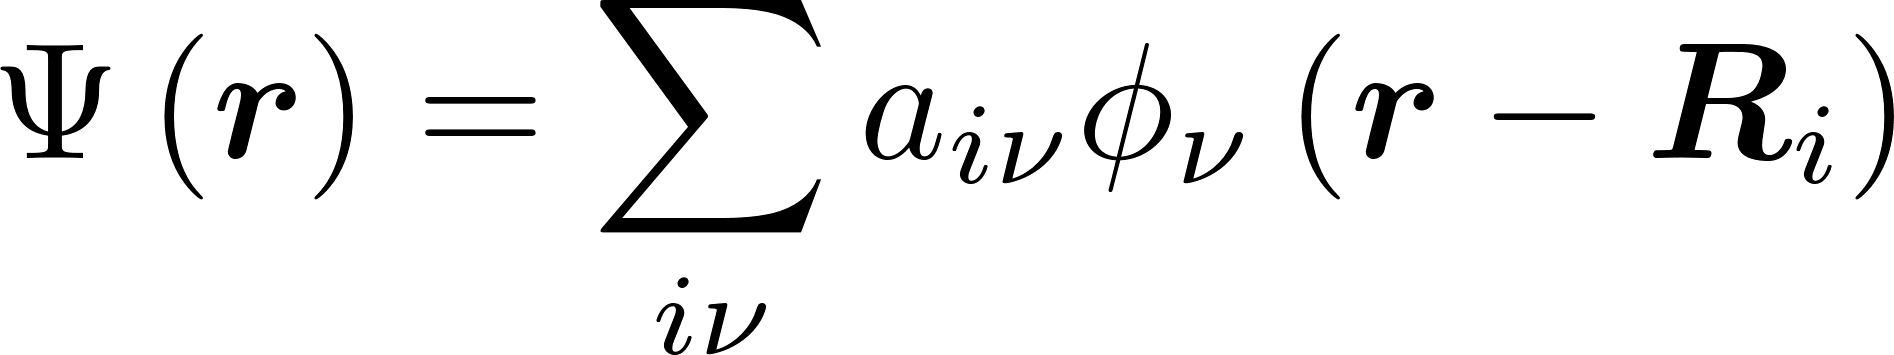 Ψ (r) = ∑ a_{iν} ϕ_ν (r − R_i)
iν